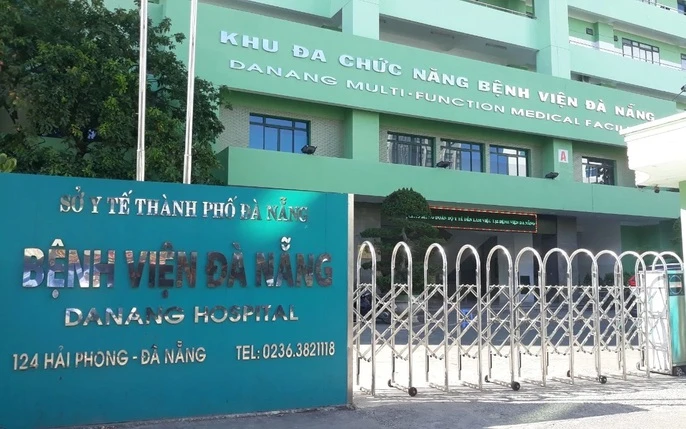 KHU ĐA CHỨC NĂNG BỆNH VIỆN ĐÀ NẴNG
DANANG MULTI-FUNCTION MEDICAL FACIL
A
SỞ Y TẾ THÀNH PHỐ ĐÀ NẴNG
BỆNH VIỆN ĐÀ NẴNG
DANANG HOSPITAL
124 HẢI PHÒNG - ĐÀ NẴNG TEL: 0236.3821118